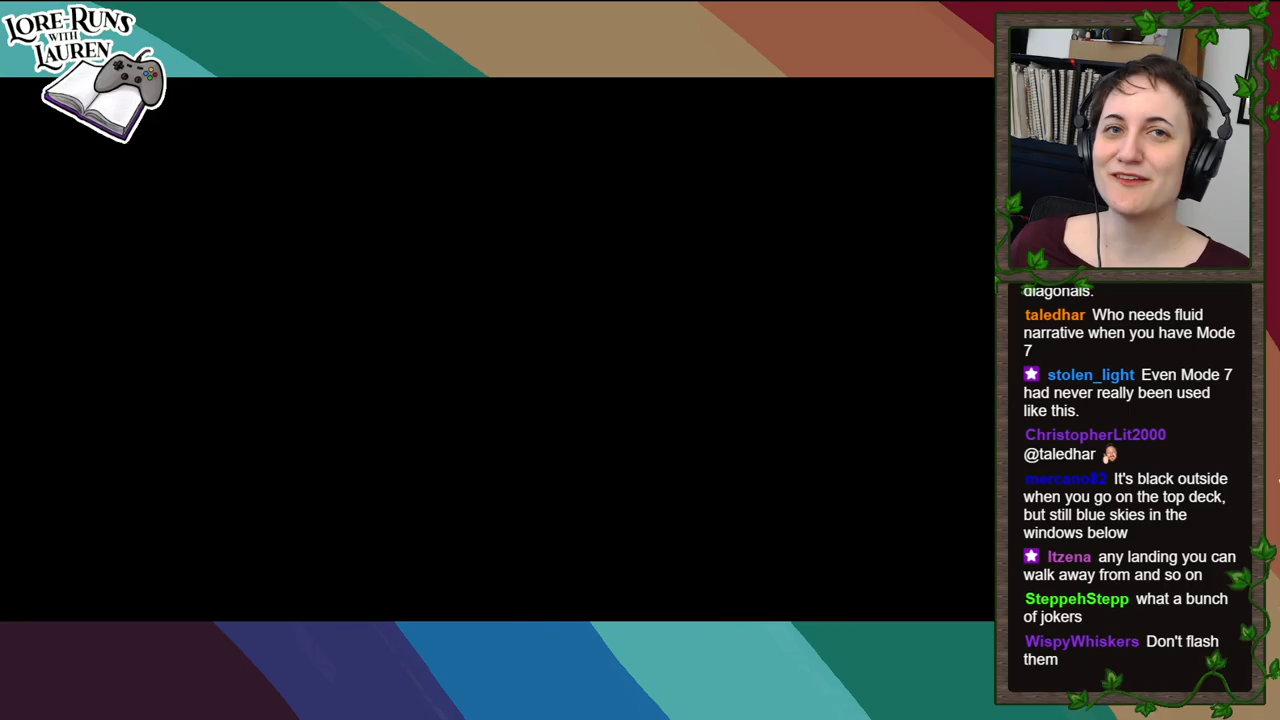 LORE-RUNS
WITH
LAUREN
diagonals.
taledhar Who needs fluid
narrative when you have Mode
7
stolen_light Even Mode 7
had never really been used
like this.
ChristopherLit2000
@taledhar
mercano82 It's black outside
when you go on the top deck,
but still blue skies in the
windows below
Itzena any landing you can
walk away from and so on
SteppehStepp what a bunch
of jokers
WispyWhiskers Don't flash
them